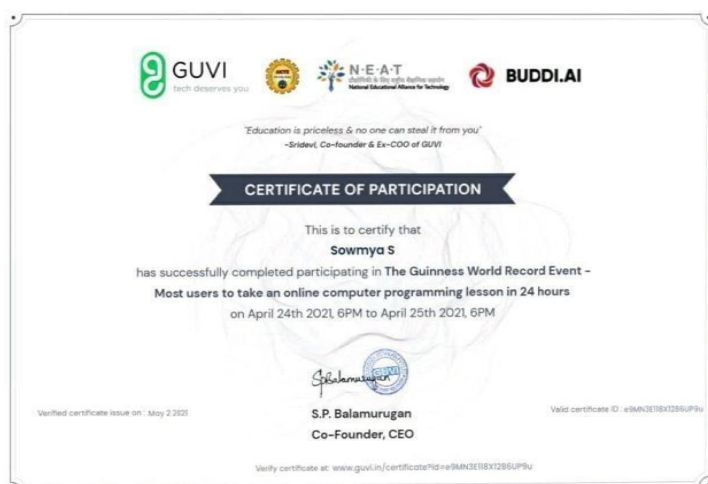 GUVI
tech deserves you
AICTE
N·E·A·T
National Educational Alliance for Technology
BUDDI.AI
"Education is priceless & no one can steal it from you"
-Sridevi, Co-founder & Ex-COO of GUVI
CERTIFICATE OF PARTICIPATION
This is to certify that
Sowmya S
has successfully completed participating in The Guinness World Record Event -
Most users to take an online computer programming lesson in 24 hours
on April 24th 2021, 6PM to April 25th 2021, 6PM
GUVI
S.P. Balamurugan
Co-Founder, CEO
Verified certificate issue on : May 2 2021
Valid certificate ID : e9MN3E118X1286UP9u
Verify certificate at: www.guvi.in/certificate?id=e9MN3E118X1286UP9u